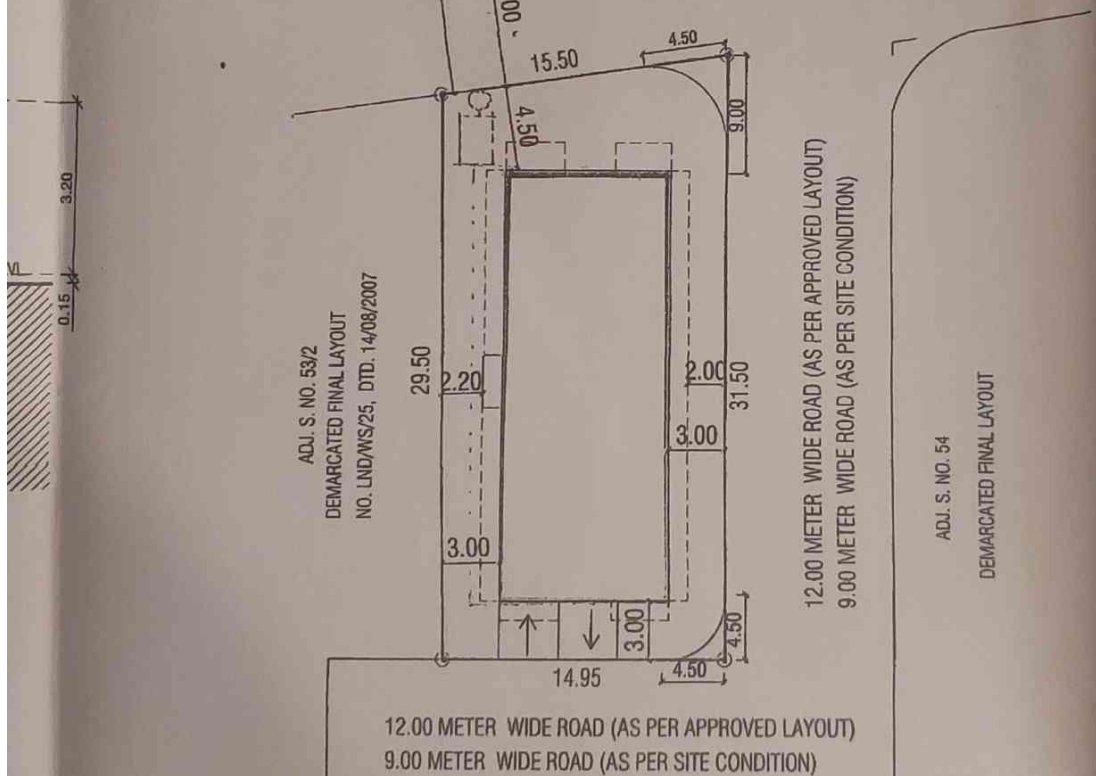 00.
15.50
4.50
4.50
9.00
3.20
0.15
ADJ. S. NO. 53/2
DEMARCATED FINAL LAYOUT
NO. LND/WS/25, DTD. 14/08/2007
29.50
2.20
2.00
31.50
3.00
3.00
3.00
4.50
4.50
14.95
12.00 METER WIDE ROAD (AS PER APPROVED LAYOUT)
9.00 METER WIDE ROAD (AS PER SITE CONDITION)
ADJ. S. NO. 54
DEMARCATED FINAL LAYOUT
12.00 METER WIDE ROAD (AS PER APPROVED LAYOUT)
9.00 METER WIDE ROAD (AS PER SITE CONDITION)